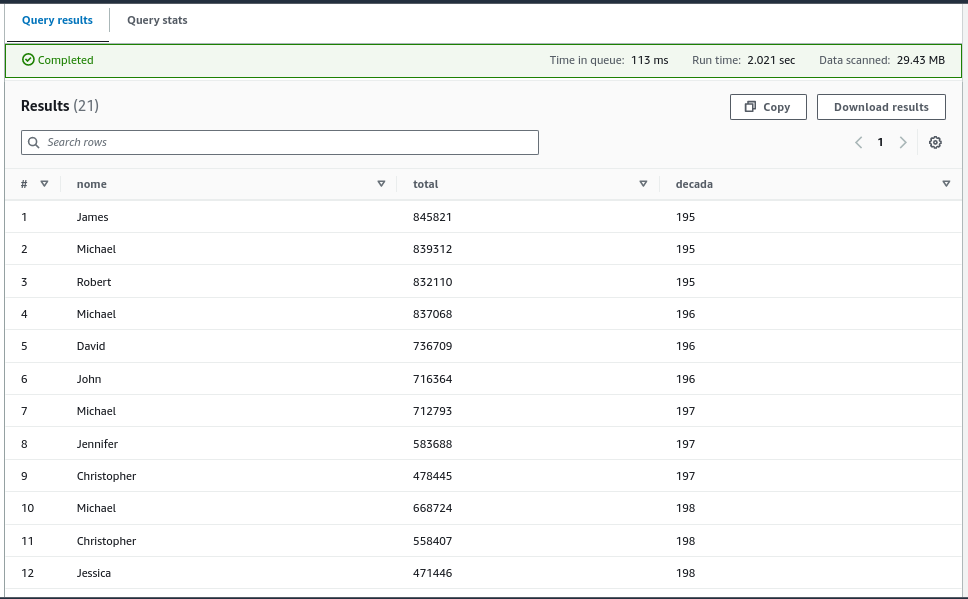 Query results Query stats
Completed Time in queue: 113 ms Run time: 2.021 sec Data scanned: 29.43 MB
Results (21) Copy Download results
Search rows 1
# nome total decada
1 James 845821 195
2 Michael 839312 195
3 Robert 832110 195
4 Michael 837068 196
5 David 736709 196
6 John 716364 196
7 Michael 712793 197
8 Jennifer 583688 197
9 Christopher 478445 197
10 Michael 668724 198
11 Christopher 558407 198
12 Jessica 471446 198